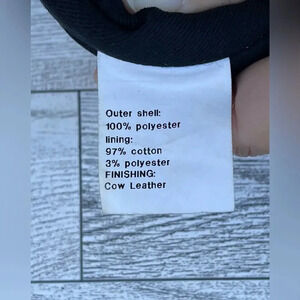 Outer shell:
100% polyester
lining:
97% cotton
3% polyester
FINISHING:
Cow Leather